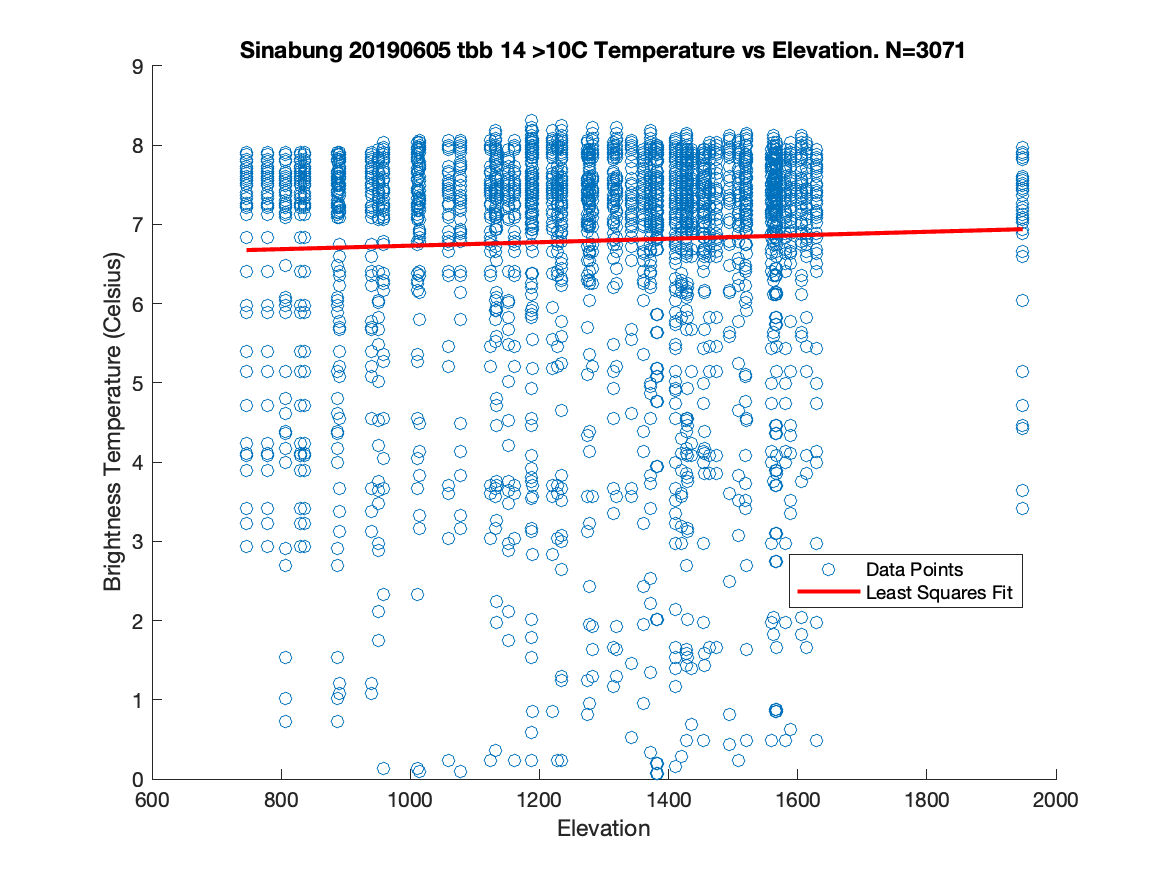 Sinabung 20190605 tbb 14 >10C Temperature vs Elevation. N=3071
9
8
7
6
5
4
3
2
1
0
Brightness Temperature (Celsius)
Data Points
Least Squares Fit
600 800 1000 1200 1400 1600 1800 2000
Elevation